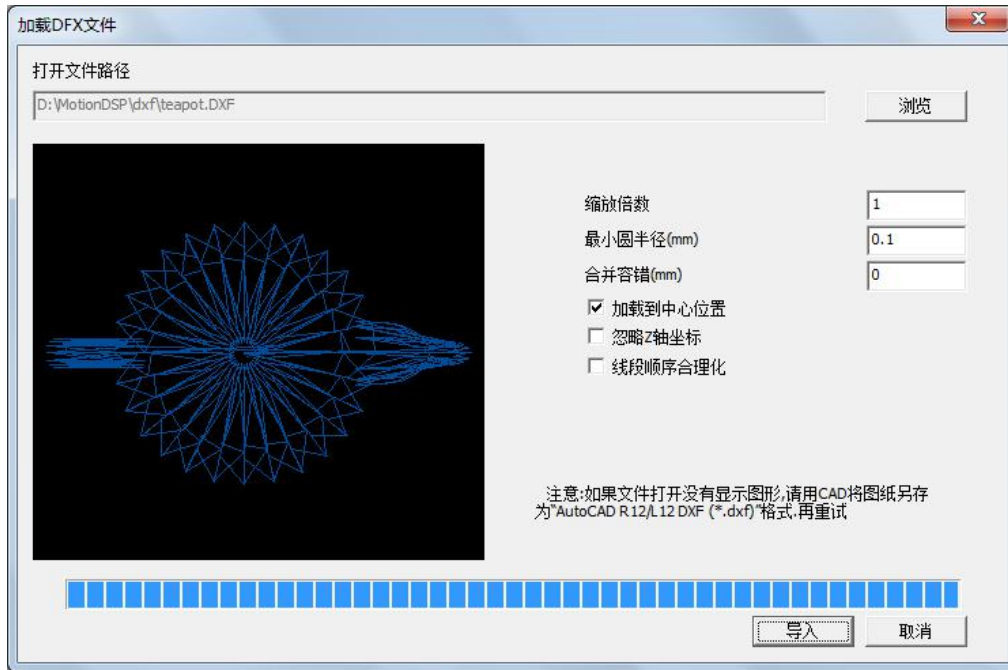 加载DFX文件
打开文件路径
D:\MotionDSP\dxf\teapot.DXF
浏览
缩放倍数
1
最小圆半径(mm)
0.1
合并容错(mm)
0
加载到中心位置
忽略Z轴坐标
线段顺序合理化
注意:如果文件打开没有显示图形,请用CAD将图纸另存
为"AutoCAD R12/L12 DXF (*.dxf)"格式.再重试
导入
取消